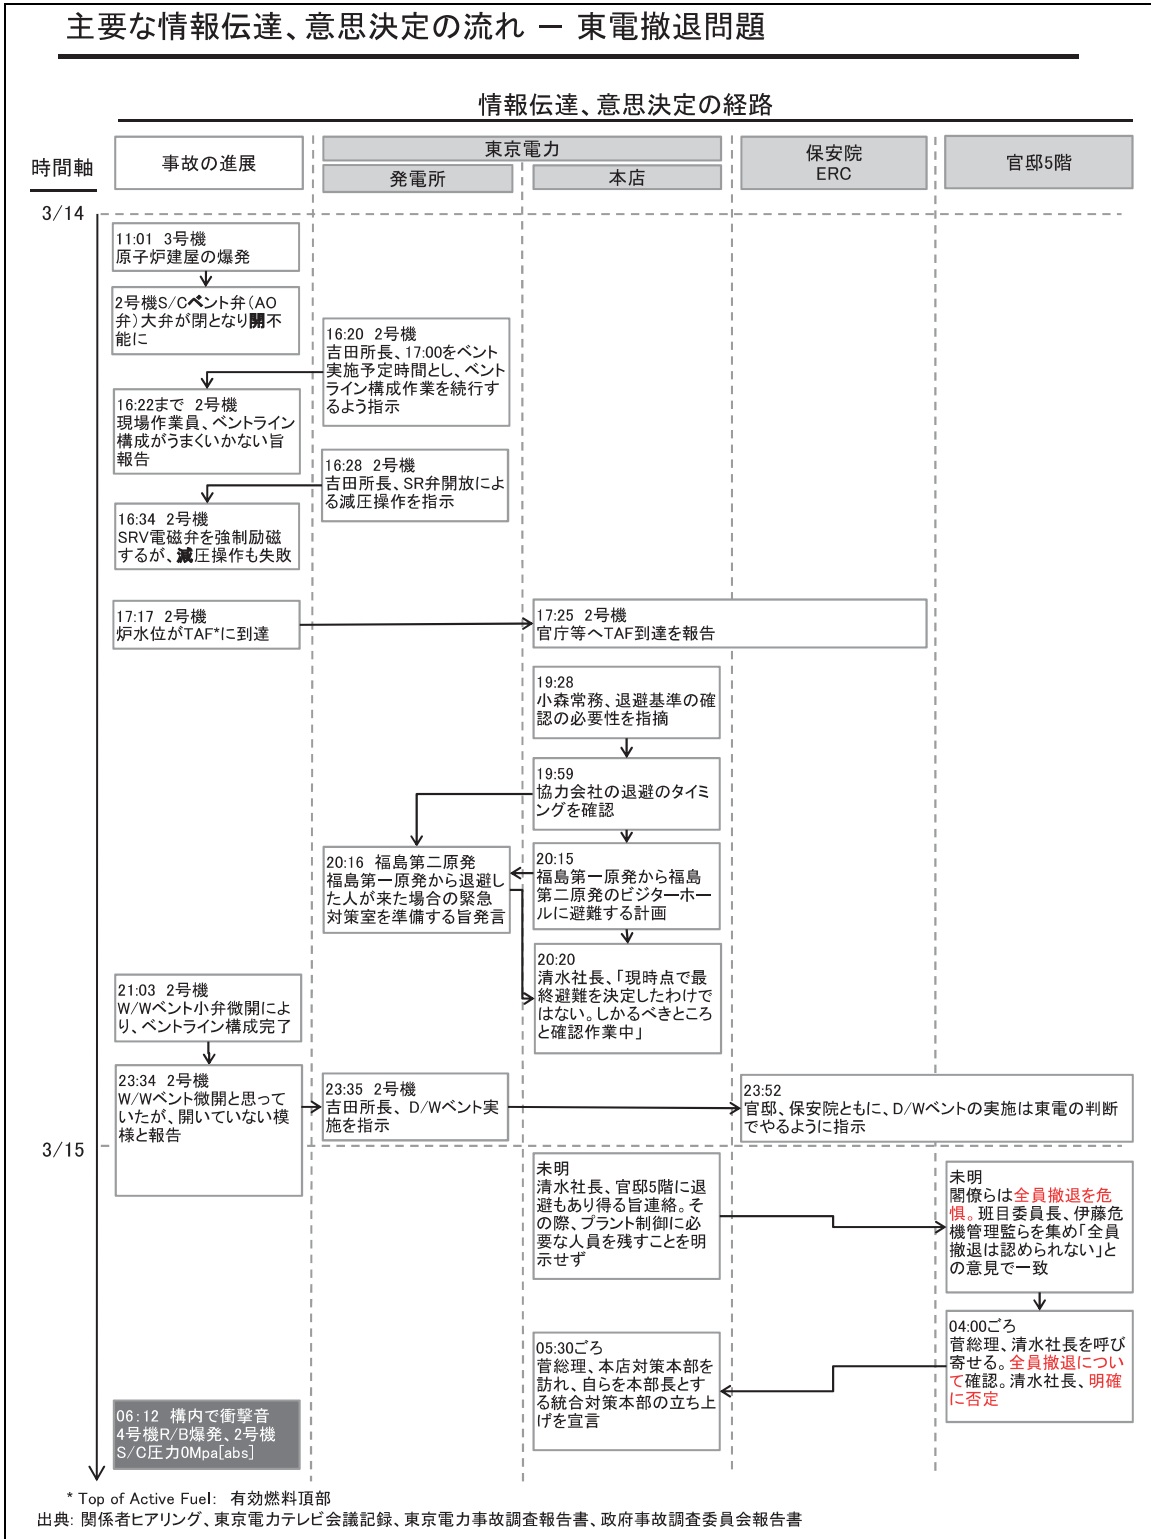 主要な情報伝達、意思決定の流れ － 東電撤退問題
情報伝達、意思決定の経路
時間軸
事故の進展
東京電力
発電所
本店
保安院
ERC
官邸5階
3/14
11:01 3号機
原子炉建屋の爆発
2号機S/Cベント弁（AO
弁）大弁が閉となり開不
能に
16:20 2号機
吉田所長、17:00をベント
実施予定時間とし、ベント
ライン構成作業を続行す
るよう指示
16:22まで 2号機
現場作業員、ベントライン
構成がうまくいかない旨
報告
16:28 2号機
吉田所長、SR弁開放によ
る減圧操作を指示
16:34 2号機
SRV電磁弁を強制励磁
するが、減圧操作も失敗
17:17 2号機
炉水位がTAF*に到達
17:25 2号機
官庁等へTAF到達を報告
19:28
小森常務、退避基準の確
認の必要性を指摘
19:59
協力会社の退避のタイミ
ングを確認
20:16 福島第二原発
福島第一原発から退避し
た人が来た場合の緊急
対策室を準備する旨発言
20:15
福島第一原発から福島
第二原発のビジターホー
ルに避難する計画
20:20
清水社長、「現時点で最
終避難を決定したわけで
はない。しかるべきところ
と確認作業中」
21:03 2号機
W/Wベント小弁微開によ
り、ベントライン構成完了
23:34 2号機
W/Wベント微開と思って
いたが、開いていない模
様と報告
23:35 2号機
吉田所長、D/Wベント実
施を指示
23:52
官邸、保安院ともに、D/Wベントの実施は東電の判断
でやるように指示
3/15
未明
清水社長、官邸5階に退
避もあり得る旨連絡。そ
の際、プラント制御に必
要な人員を残すことを明
示せず
未明
閣僚らは全員撤退を危
惧。班目委員長、伊藤危
機管理監らを集め「全員
撤退は認められない」と
の意見で一致
04:00ごろ
菅総理、清水社長を呼び
寄せる。全員撤退につい
て確認。清水社長、明確
に否定
05:30ごろ
菅総理、本店対策本部を
訪れ、自らを本部長とす
る統合対策本部の立ち上
げを宣言
06:12 構内で衝撃音
4号機R/B爆発、2号機
S/C圧力0Mpa[abs]
* Top of Active Fuel: 有効燃料頂部
出典: 関係者ヒアリング、東京電力テレビ会議記録、東京電力事故調査報告書、政府事故調査委員会報告書